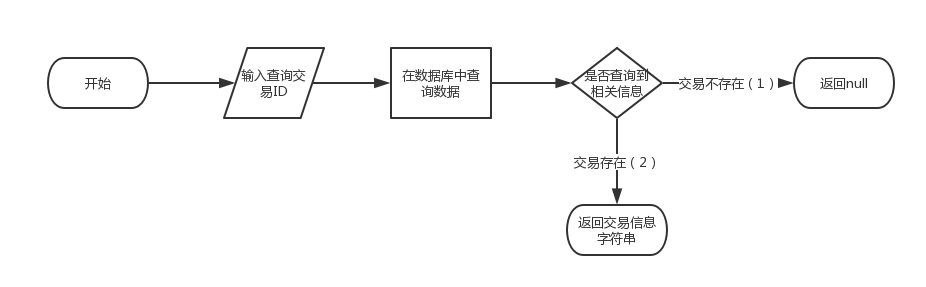 开始
输入查询交
易ID
在数据库中查
询数据
是否查询到
相关信息
交易不存在（1）
返回null
交易存在（2）
返回交易信息
字符串